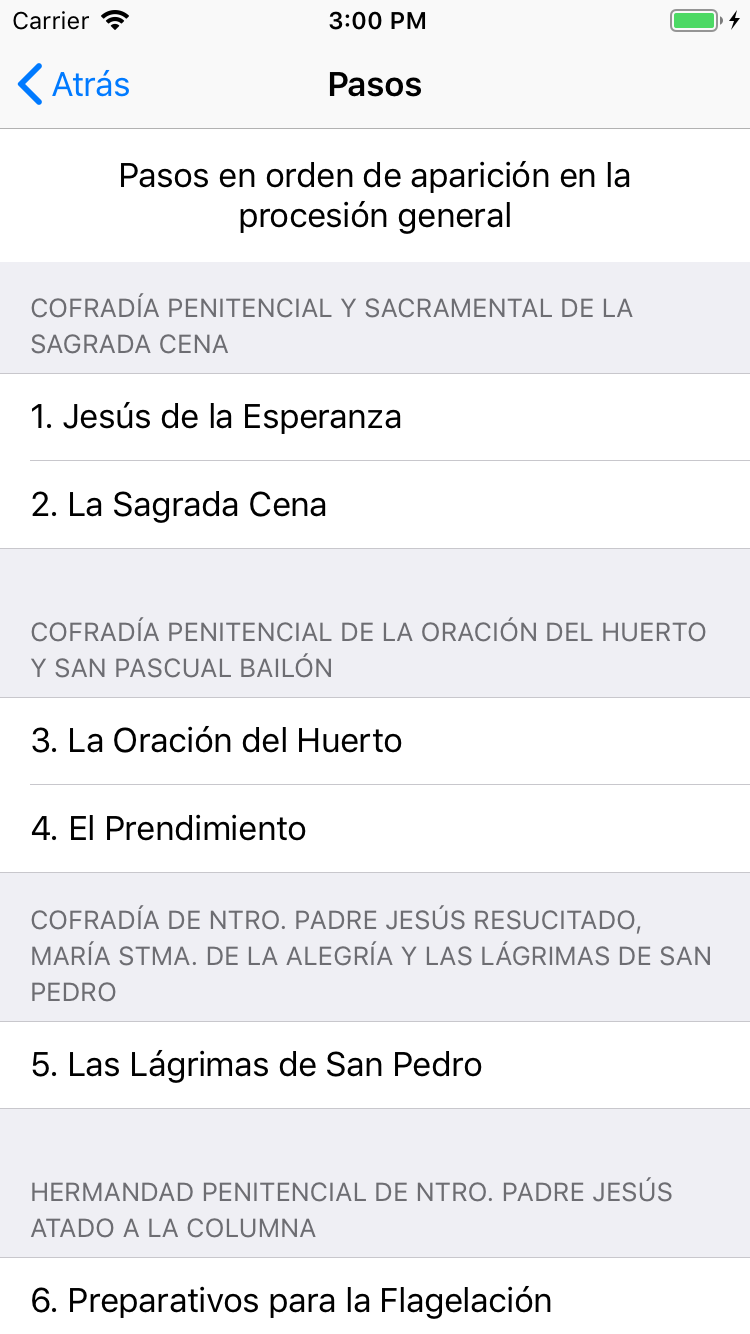 Carrier 3:00 PM
Atrás Pasos
Pasos en orden de aparición en la
procesión general
COFRADÍA PENITENCIAL Y SACRAMENTAL DE LA
SAGRADA CENA
1. Jesús de la Esperanza
2. La Sagrada Cena
COFRADÍA PENITENCIAL DE LA ORACIÓN DEL HUERTO
Y SAN PASCUAL BAILÓN
3. La Oración del Huerto
4. El Prendimiento
COFRADÍA DE NTRO. PADRE JESÚS RESUCITADO,
MARÍA STMA. DE LA ALEGRÍA Y LAS LÁGRIMAS DE SAN
PEDRO
5. Las Lágrimas de San Pedro
HERMANDAD PENITENCIAL DE NTRO. PADRE JESÚS
ATADO A LA COLUMNA
6. Preparativos para la Flagelación